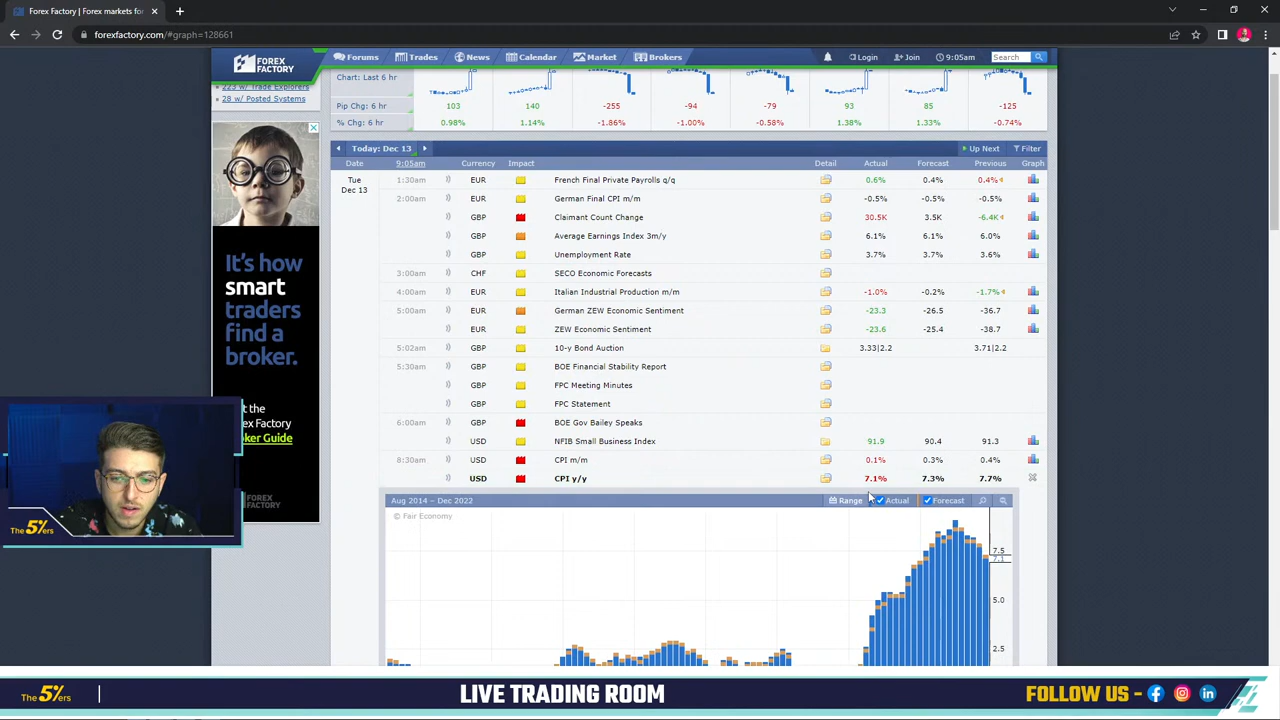 Forex Factory | Forex markets fo
forexfactory.com/#graph=128661
FOREX FACTORY
Forums Trades News Calendar Market Brokers Login Join 9:05am Search
223 w/ Trade Explorers
28 w/ Posted Systems
Chart: Last 6 hr
Pip Chg: 6 hr 103 140 -255 -94 -79 93 85 -125
% Chg: 6 hr 0.98% 1.14% -1.86% -1.00% -0.58% 1.38% 1.33% -0.74%
Today: Dec 13 Up Next Filter
Date 9:05am Currency Impact Detail Actual Forecast Previous Graph
Tue Dec 13 1:30am EUR French Final Private Payrolls q/q 0.6% 0.4% 0.4%
2:00am EUR German Final CPI m/m -0.5% -0.5% -0.5%
GBP Claimant Count Change 30.5K 3.5K -6.4K
GBP Average Earnings Index 3m/y 6.1% 6.1% 6.0%
GBP Unemployment Rate 3.7% 3.7% 3.6%
3:00am CHF SECO Economic Forecasts
4:00am EUR Italian Industrial Production m/m -1.0% -0.2% -1.7%
5:00am EUR German ZEW Economic Sentiment -23.3 -26.5 -36.7
EUR ZEW Economic Sentiment -23.6 -25.4 -38.7
5:02am GBP 10-y Bond Auction 3.33|2.2 3.71|2.2
5:30am GBP BOE Financial Stability Report
GBP FPC Meeting Minutes
GBP FPC Statement
6:00am GBP BOE Gov Bailey Speaks
USD NFIB Small Business Index 91.9 90.4 91.3
8:30am USD CPI m/m 0.1% 0.3% 0.4%
USD CPI y/y 7.1% 7.3% 7.7%
Aug 2014 – Dec 2022 Range Actual Forecast
© Fair Economy
7.5
7.1
5.0
2.5
It's how
smart
traders
find a
broker.
t the
ex Factory
ker Guide
FOREX
FACTORY
The 5%ers
The 5%ers LIVE TRADING ROOM FOLLOW US -